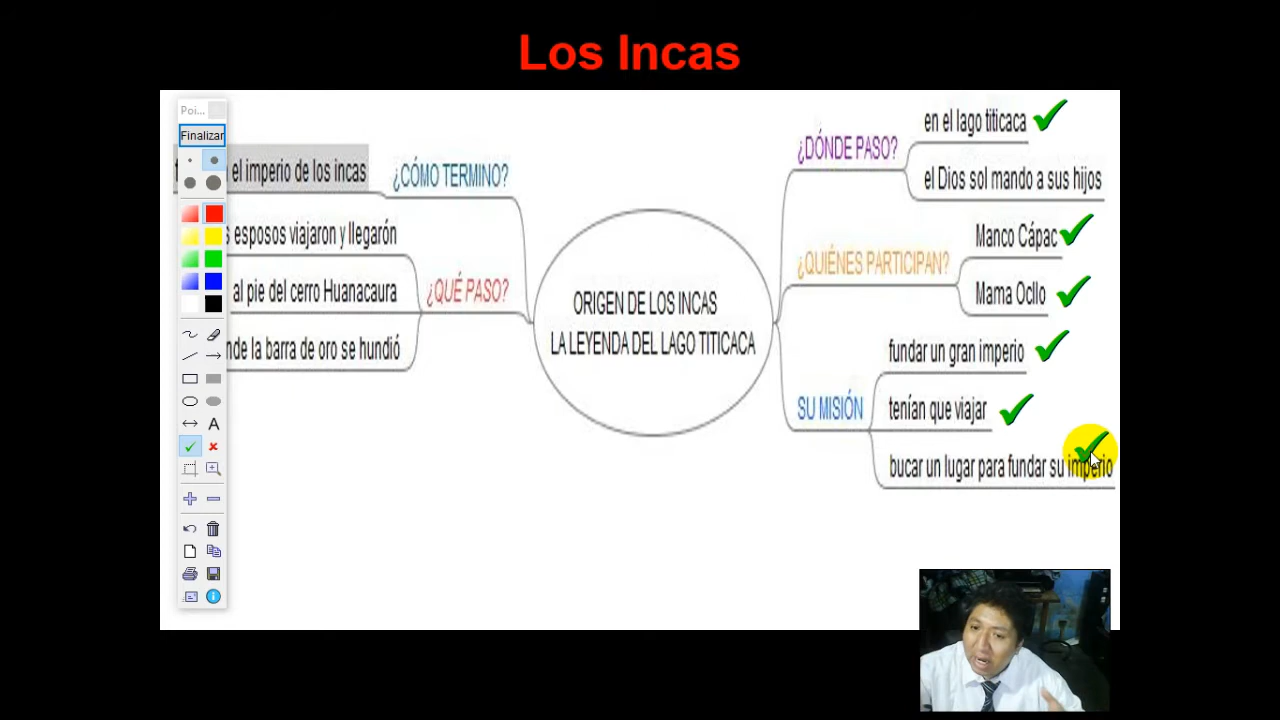 Los Incas
Poi...
Finalizar
el imperio de los incas
¿CÓMO TERMINO?
esposos viajaron y llegarón
al pie del cerro Huanacaura
la barra de oro se hundió
¿QUÉ PASO?
ORIGEN DE LOS INCAS
LA LEYENDA DEL LAGO TITICACA
¿DÓNDE PASO?
en el lago titicaca
el Dios sol mando a sus hijos
¿QUIÉNES PARTICIPAN?
Manco Cápac
Mama Ocllo
SU MISIÓN
fundar un gran imperio
tenían que viajar
bucar un lugar para fundar su imperio
A